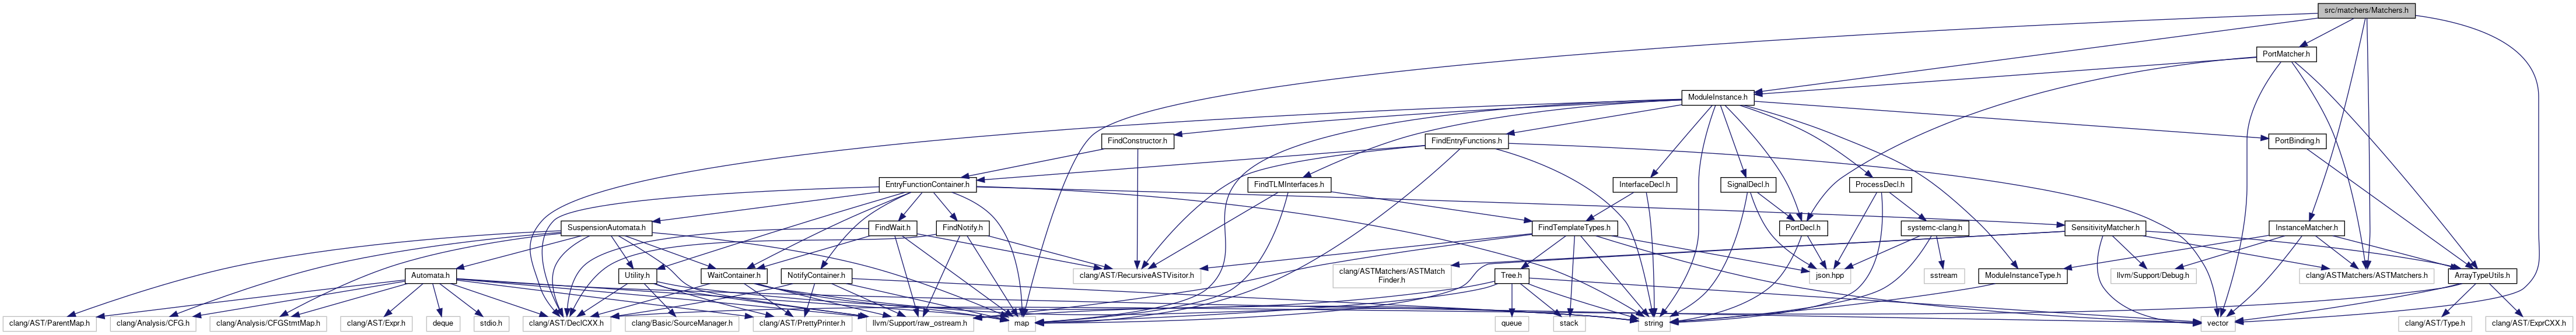 src/matchers/Matchers.h
PortMatcher.h
ModuleInstance.h
FindConstructor.h
FindEntryFunctions.h
PortBinding.h
EntryFunctionContainer.h
FindTLMInterfaces.h
InterfaceDecl.h
SignalDecl.h
ProcessDecl.h
SuspensionAutomata.h
FindWait.h
FindNotify.h
FindTemplateTypes.h
PortDecl.h
systemc-clang.h
SensitivityMatcher.h
InstanceMatcher.h
Automata.h
Utility.h
WaitContainer.h
NotifyContainer.h
clang/AST/RecursiveASTVisitor.h
clang/ASTMatchers/ASTMatch
Finder.h
Tree.h
json.hpp
sstream
ModuleInstanceType.h
llvm/Support/Debug.h
clang/ASTMatchers/ASTMatchers.h
ArrayTypeUtils.h
clang/AST/ParentMap.h
clang/Analysis/CFG.h
clang/Analysis/CFGStmtMap.h
clang/AST/Expr.h
deque
stdio.h
clang/AST/DeclCXX.h
clang/Basic/SourceManager.h
clang/AST/PrettyPrinter.h
llvm/Support/raw_ostream.h
map
queue
stack
string
vector
clang/AST/Type.h
clang/AST/ExprCXX.h